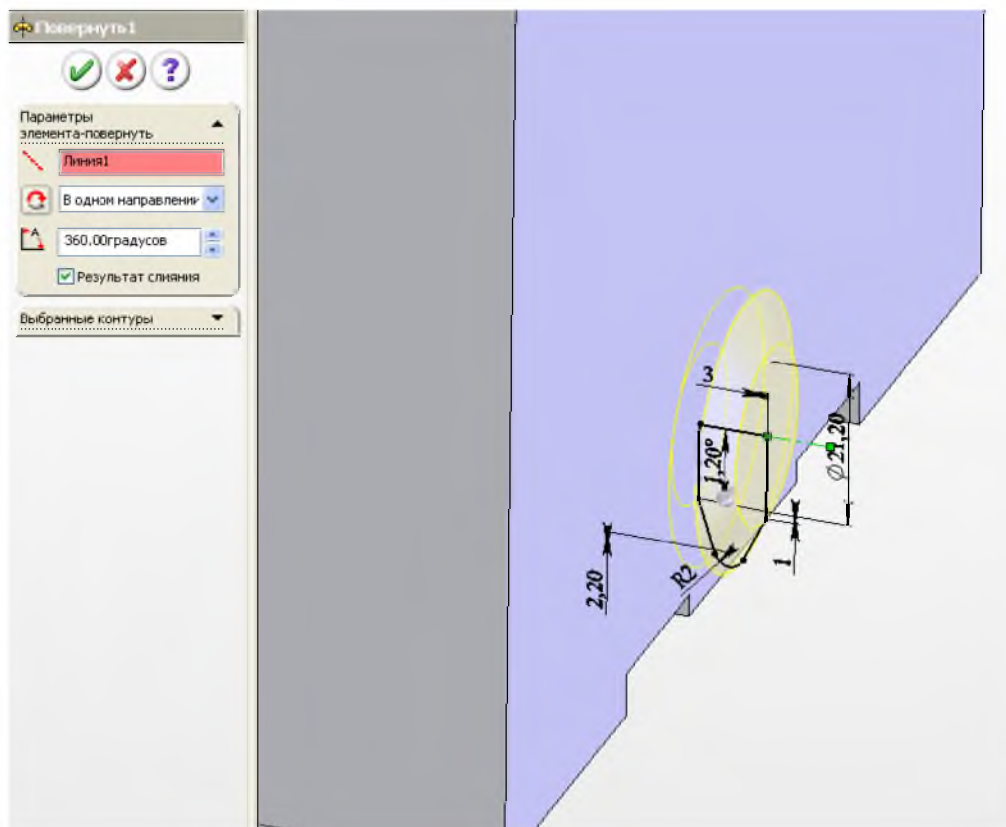 Повернуть1
?
Параметры
элемента-повернуть
Линия1
В одном направлении
A
360.00градусов
Результат слияния
Выбранные контуры
3
1,20°
⌀21,20
2,20
R2
1